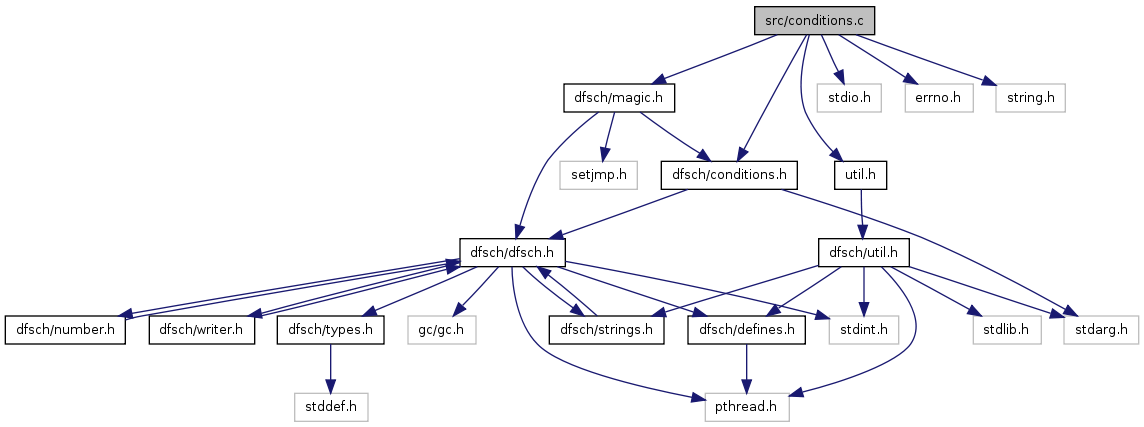 src/conditions.c
dfsch/magic.h
stdio.h
errno.h
string.h
setjmp.h
dfsch/conditions.h
util.h
dfsch/dfsch.h
dfsch/util.h
dfsch/number.h
dfsch/writer.h
dfsch/types.h
gc/gc.h
dfsch/strings.h
dfsch/defines.h
stdint.h
stdlib.h
stdarg.h
stddef.h
pthread.h